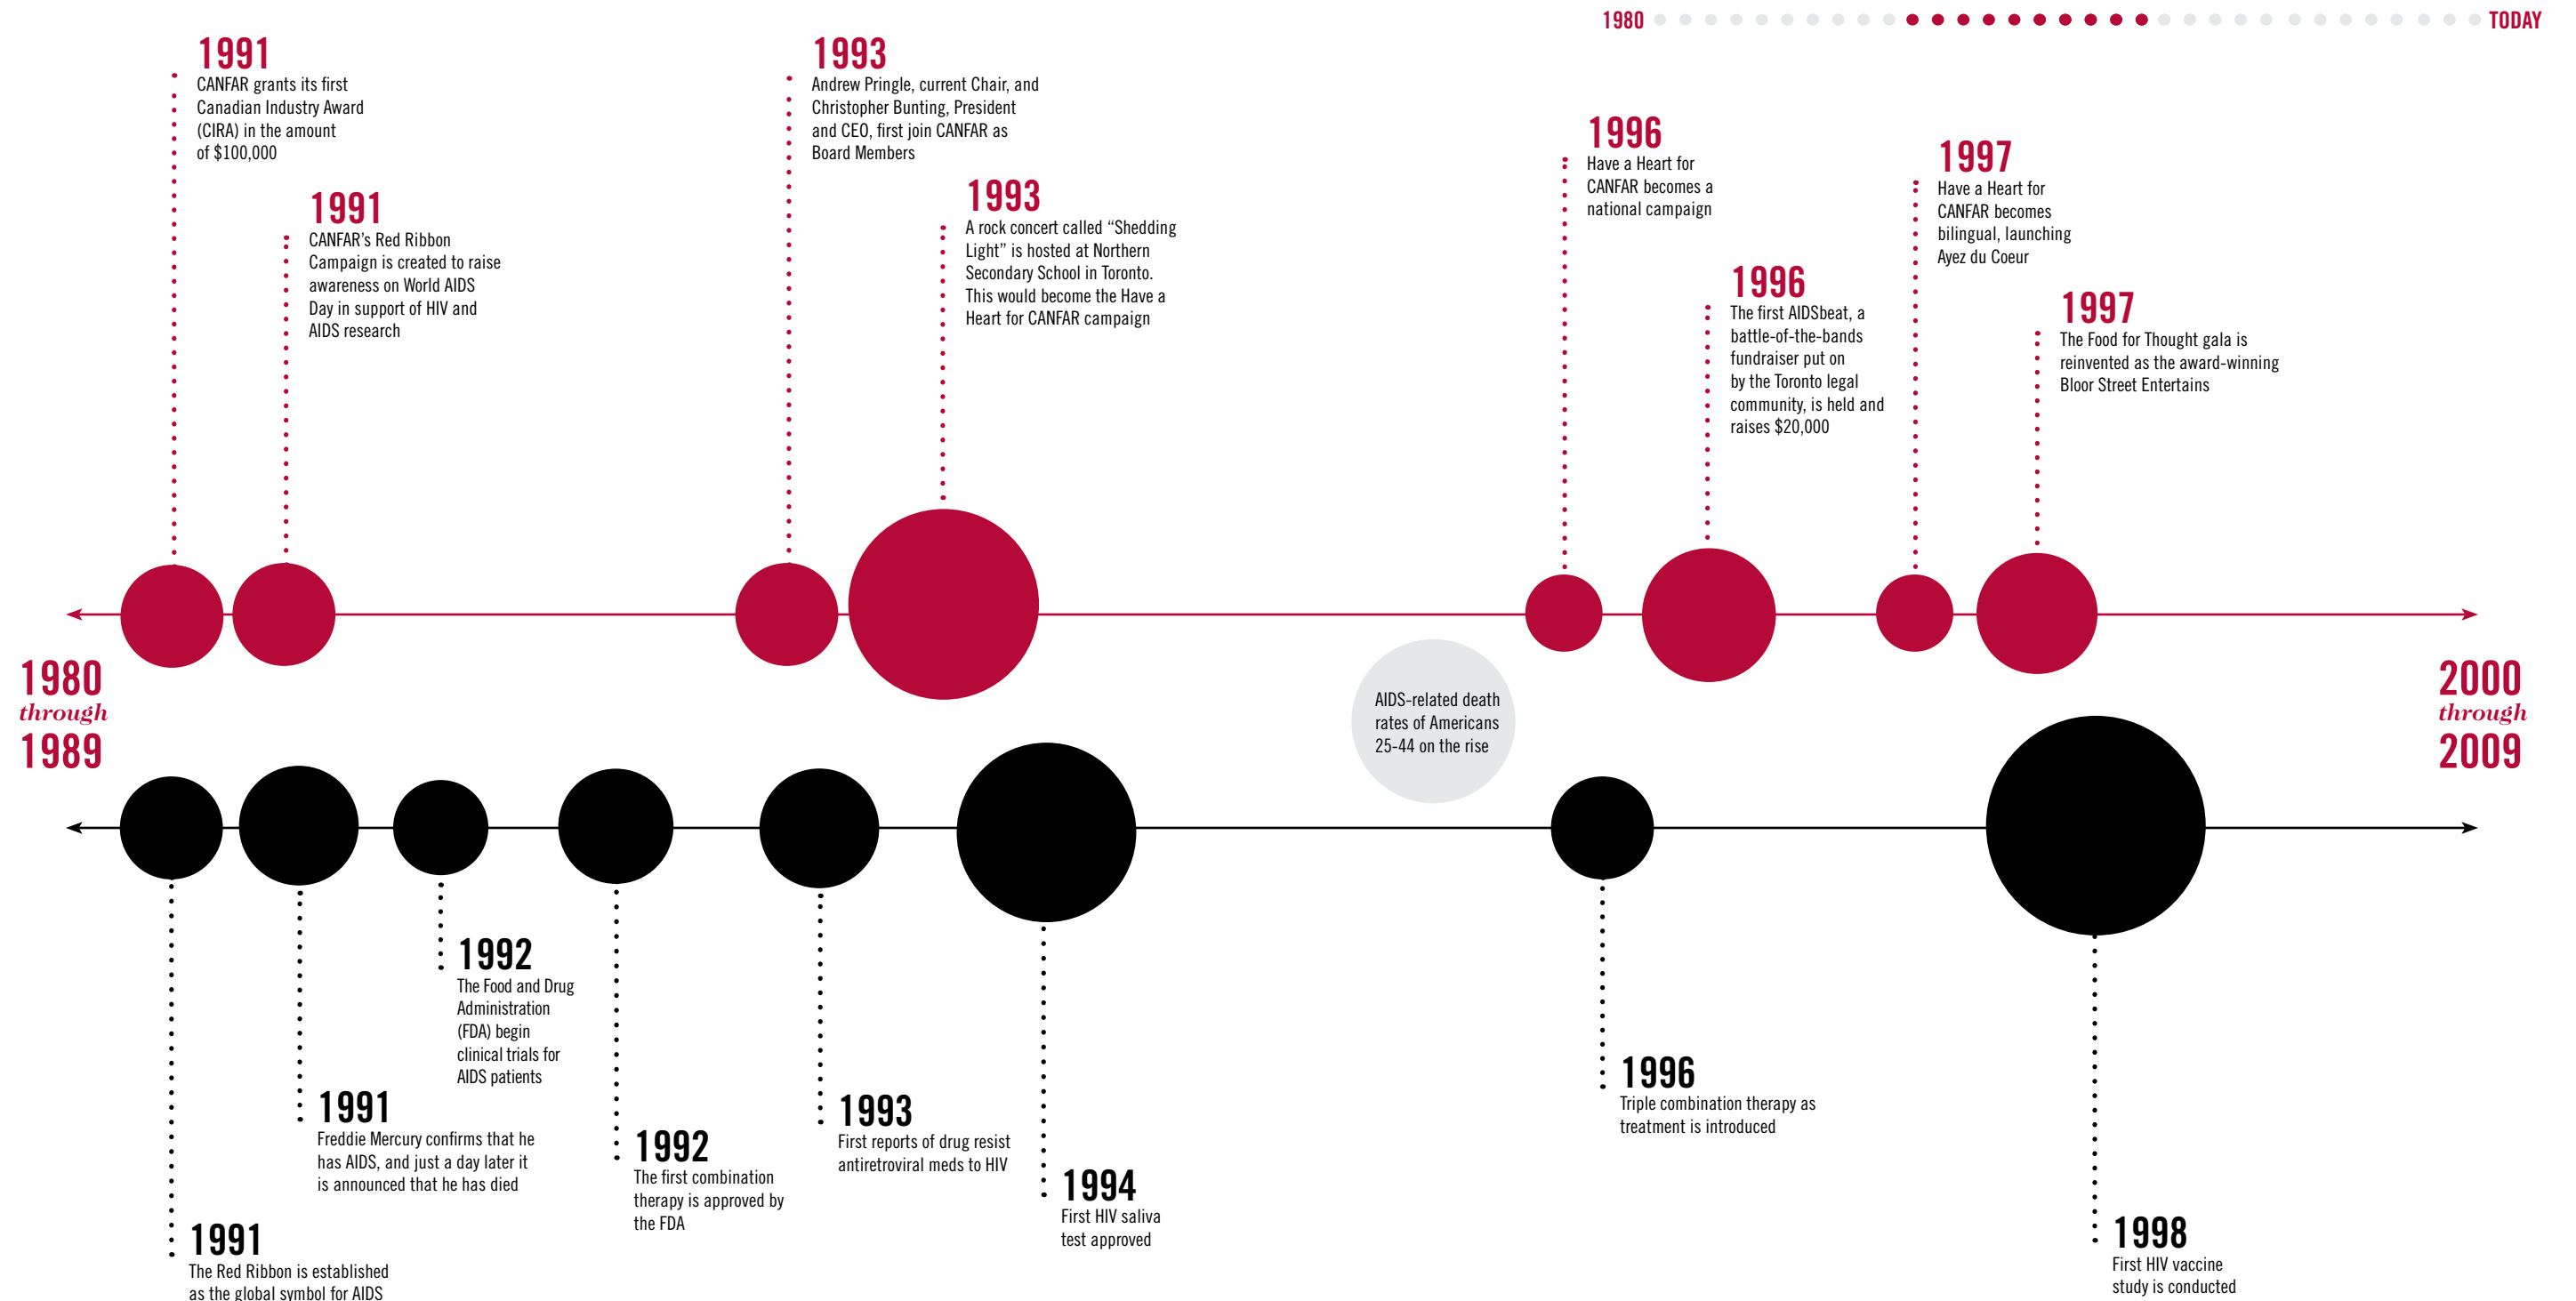 1980
TODAY
1991
CANFAR grants its first
Canadian Industry Award
(CIRA) in the amount
of $100,000
1991
CANFAR’s Red Ribbon
Campaign is created to raise
awareness on World AIDS
Day in support of HIV and
AIDS research
1993
Andrew Pringle, current Chair, and
Christopher Bunting, President
and CEO, first join CANFAR as
Board Members
1993
A rock concert called “Shedding
Light” is hosted at Northern
Secondary School in Toronto.
This would become the Have a
Heart for CANFAR campaign
1996
Have a Heart for
CANFAR becomes a
national campaign
1996
The first AIDSbeat, a
battle-of-the-bands
fundraiser put on
by the Toronto legal
community, is held and
raises $20,000
1997
Have a Heart for
CANFAR becomes
bilingual, launching
Ayez du Coeur
1997
The Food for Thought gala is
reinvented as the award-winning
Bloor Street Entertains
1980
through
1989
AIDS-related death
rates of Americans
25-44 on the rise
2000
through
2009
1991
The Red Ribbon is established
as the global symbol for AIDS
1991
Freddie Mercury confirms that he
has AIDS, and just a day later it
is announced that he has died
1992
The Food and Drug
Administration
(FDA) begin
clinical trials for
AIDS patients
1992
The first combination
therapy is approved by
the FDA
1993
First reports of drug resist
antiretroviral meds to HIV
1994
First HIV saliva
test approved
1996
Triple combination therapy as
treatment is introduced
1998
First HIV vaccine
study is conducted